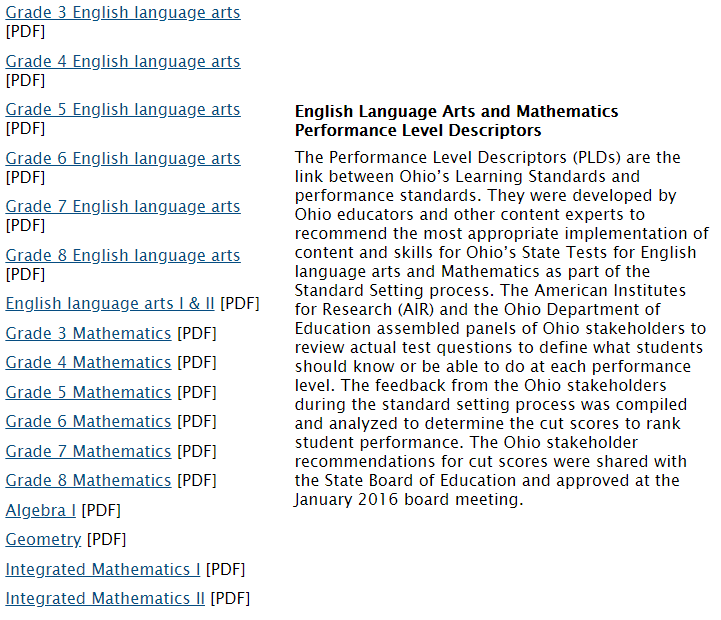 Grade 3 English language arts
[PDF]
Grade 4 English language arts
[PDF]
Grade 5 English language arts
[PDF]
Grade 6 English language arts
[PDF]
Grade 7 English language arts
[PDF]
Grade 8 English language arts
[PDF]
English language arts I & II [PDF]
Grade 3 Mathematics [PDF]
Grade 4 Mathematics [PDF]
Grade 5 Mathematics [PDF]
Grade 6 Mathematics [PDF]
Grade 7 Mathematics [PDF]
Grade 8 Mathematics [PDF]
Algebra I [PDF]
Geometry [PDF]
Integrated Mathematics I [PDF]
Integrated Mathematics II [PDF]
English Language Arts and Mathematics
Performance Level Descriptors
The Performance Level Descriptors (PLDs) are the
link between Ohio’s Learning Standards and
performance standards. They were developed by
Ohio educators and other content experts to
recommend the most appropriate implementation of
content and skills for Ohio’s State Tests for English
language arts and Mathematics as part of the
Standard Setting process. The American Institutes
for Research (AIR) and the Ohio Department of
Education assembled panels of Ohio stakeholders to
review actual test questions to define what students
should know or be able to do at each performance
level. The feedback from the Ohio stakeholders
during the standard setting process was compiled
and analyzed to determine the cut scores to rank
student performance. The Ohio stakeholder
recommendations for cut scores were shared with
the State Board of Education and approved at the
January 2016 board meeting.